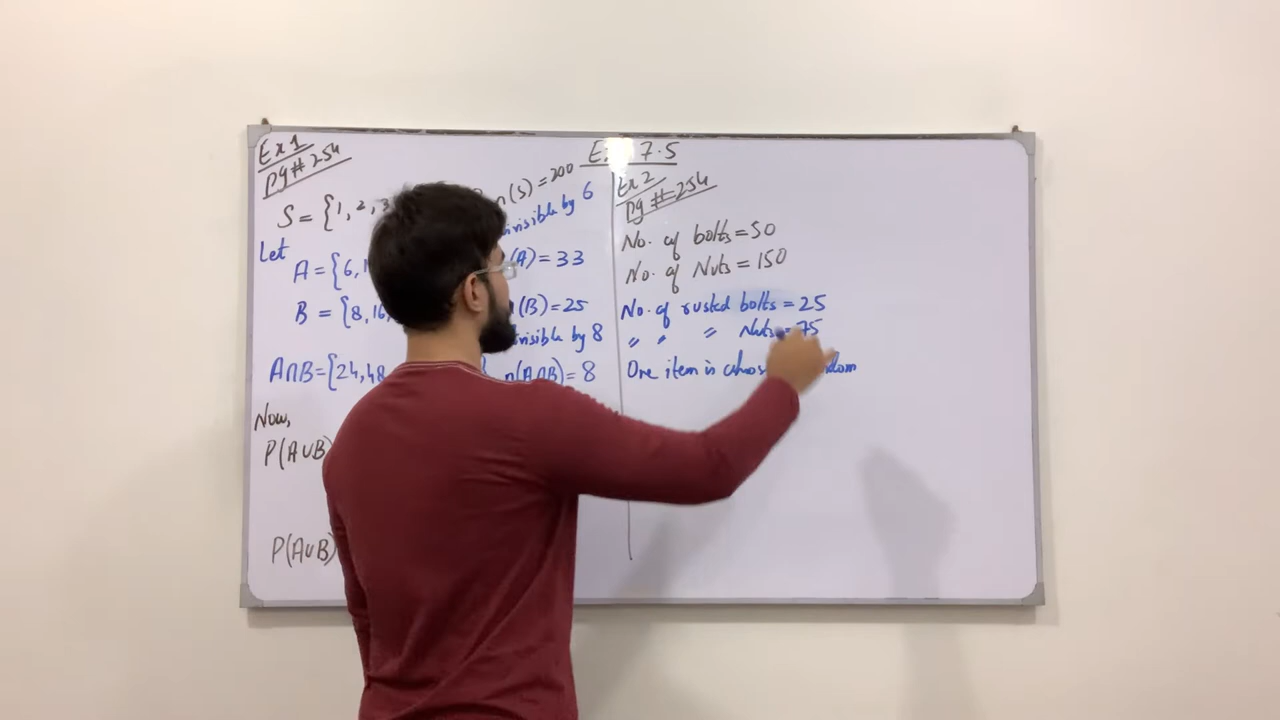 Ex 7.5
Ex 1
Pg # 254
S = {1, 2, 3 n(S) = 200
Let divisible by 6
A = {6, 1 (A) = 33
B = {8, 16, n(B) = 25
divisible by 8
A∩B = {24, 48 } n(A∩B) = 8
Now,
P(A∪B)
P(A∪B)
Ex 2
Pg # 254
No. of bolts = 50
No. of Nuts = 150
No. of rusted bolts = 25
〃 〃 〃 Nuts = 75
One item is